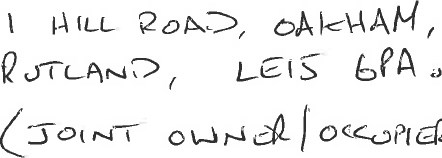 1 HILL ROAD, OAKHAM,
RUTLAND, LE15 6PA.
(JOINT OWNER/OCCUPIER